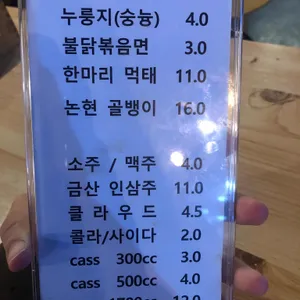 누룽지(숭늉) 4.0
불닭볶음면 3.0
한마리 먹태 11.0
논현 골뱅이 16.0
소주 / 맥주 4.0
금산 인삼주 11.0
클 라 우 드 4.5
콜라/사이다 2.0
cass 300cc 3.0
cass 500cc 4.0